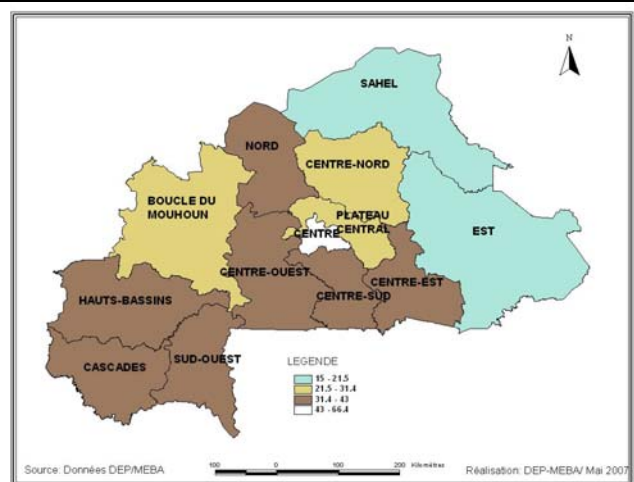 N
SAHEL
NORD
CENTRE-NORD
BOUCLE DU
MOUHOUN
PLATEAU
CENTRAL
CENTRE
EST
CENTRE-OUEST
CENTRE-EST
CENTRE-SUD
HAUTS-BASSINS
CASCADES
SUD-OUEST
LEGENDE
15 - 21.5
21.5 - 31.4
31.4 - 43
43 - 66.4
100 0 100 200 Kilomètres
Source: Données DEP/MEBA
Réalisation: DEP-MEBA/ Mai 2007